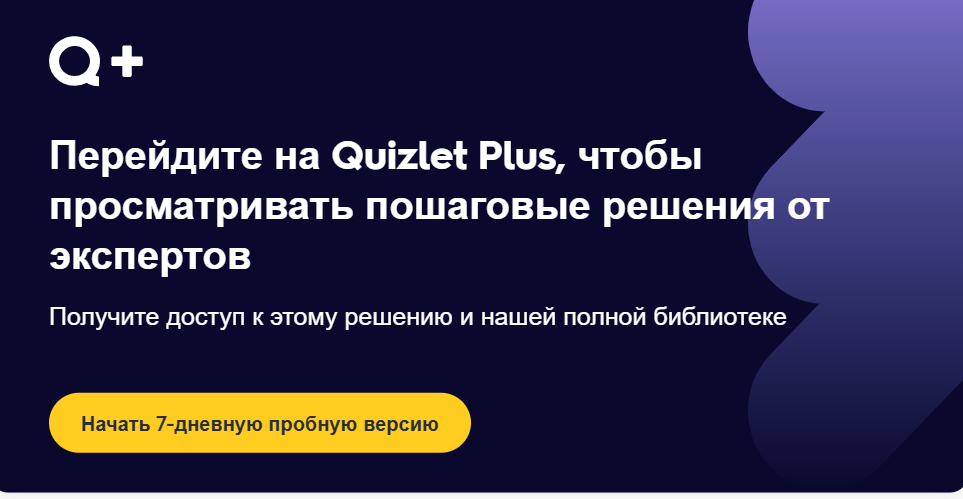 Q+
Перейдите на Quizlet Plus, чтобы
просматривать пошаговые решения от
экспертов
Получите доступ к этому решению и нашей полной библиотеке
Начать 7-дневную пробную версию